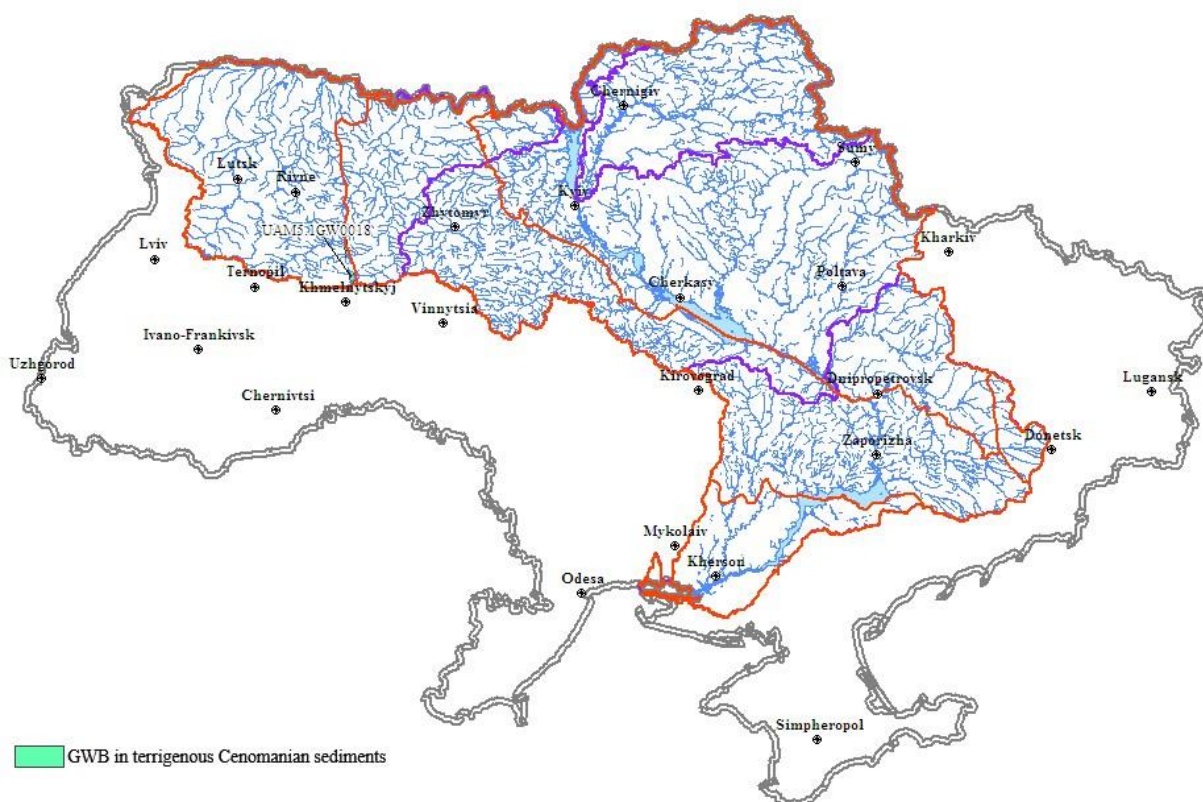 Chernigiv
Sumy
Lutsk
Rivne
Kyiv
Zhytomyr
UAM5.1GW0018
Kharkiv
Lviv
Ternopil
Poltava
Khmelnytskyj
Cherkasy
Vinnytsia
Ivano-Frankivsk
Uzhgorod
Kirovograd
Dnipropetrovsk
Lugansk
Chernivtsi
Zaporizha
Donetsk
Mykolaiv
Kherson
Odesa
Simpheropol
GWB in terrigenous Cenomanian sediments